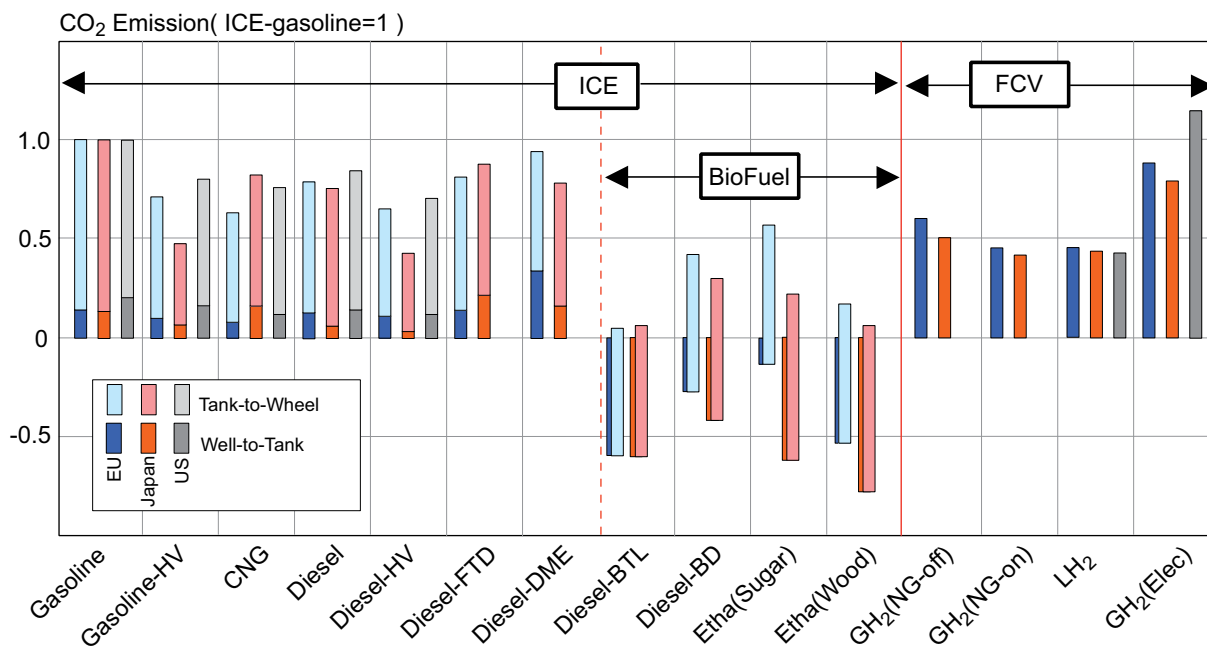 CO₂ Emission( ICE-gasoline=1 )
ICE
FCV
BioFuel
1.0
0.5
0
-0.5
Tank-to-Wheel
Well-to-Tank
EU
Japan
US
Gasoline
Gasoline-HV
CNG
Diesel
Diesel-HV
Diesel-FTD
Diesel-DME
Diesel-BTL
Diesel-BD
Etha(Sugar)
Etha(Wood)
GH₂(NG-off)
GH₂(NG-on)
LH₂
GH₂(Elec)